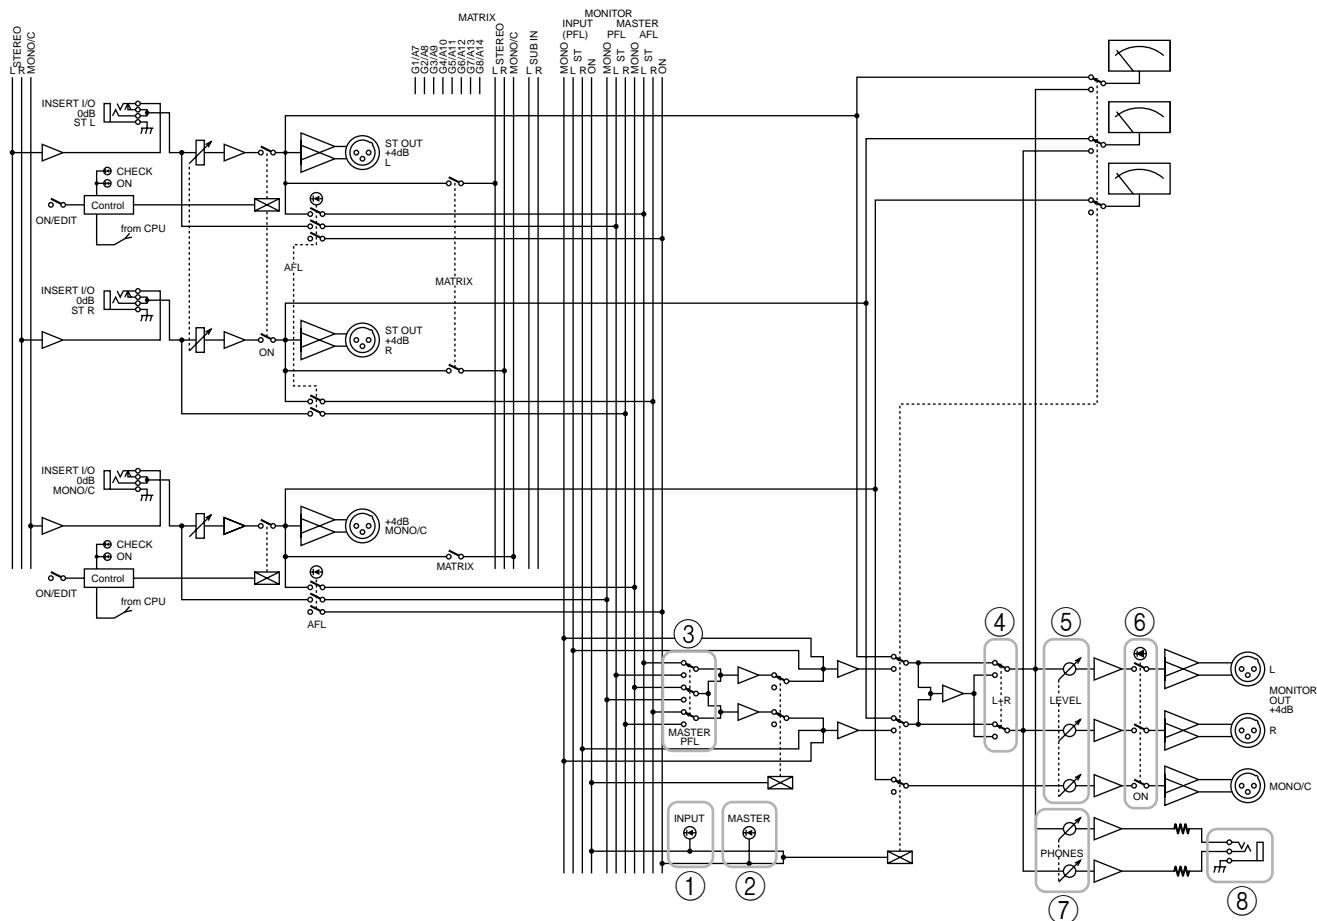 STEREO
L R
MONO/C
MATRIX
G1/A7
G2/A8
G3/A9
G4/A10
G5/A11
G6/A12
G7/A13
G8/A14
STEREO
L R
MONO/C
SUB IN
L R
MONITOR
INPUT
(PFL)
MASTER
PFL
AFL
MONO
ST
L R
ON
MONO
ST
L R
MONO
ST
L R
ON
INSERT I/O
0dB
ST L
ST OUT
+4dB
L
CHECK
ON
Control
ON/EDIT
from CPU
AFL
MATRIX
INSERT I/O
0dB
ST R
ON
ST OUT
+4dB
R
INSERT I/O
0dB
MONO/C
+4dB
MONO/C
CHECK
ON
Control
ON/EDIT
from CPU
MATRIX
AFL
③
④
⑤
⑥
MASTER
PFL
L+R
LEVEL
ON
L
MONITOR
OUT
+4dB
R
MONO/C
INPUT
MASTER
PHONES
①
②
⑦
⑧